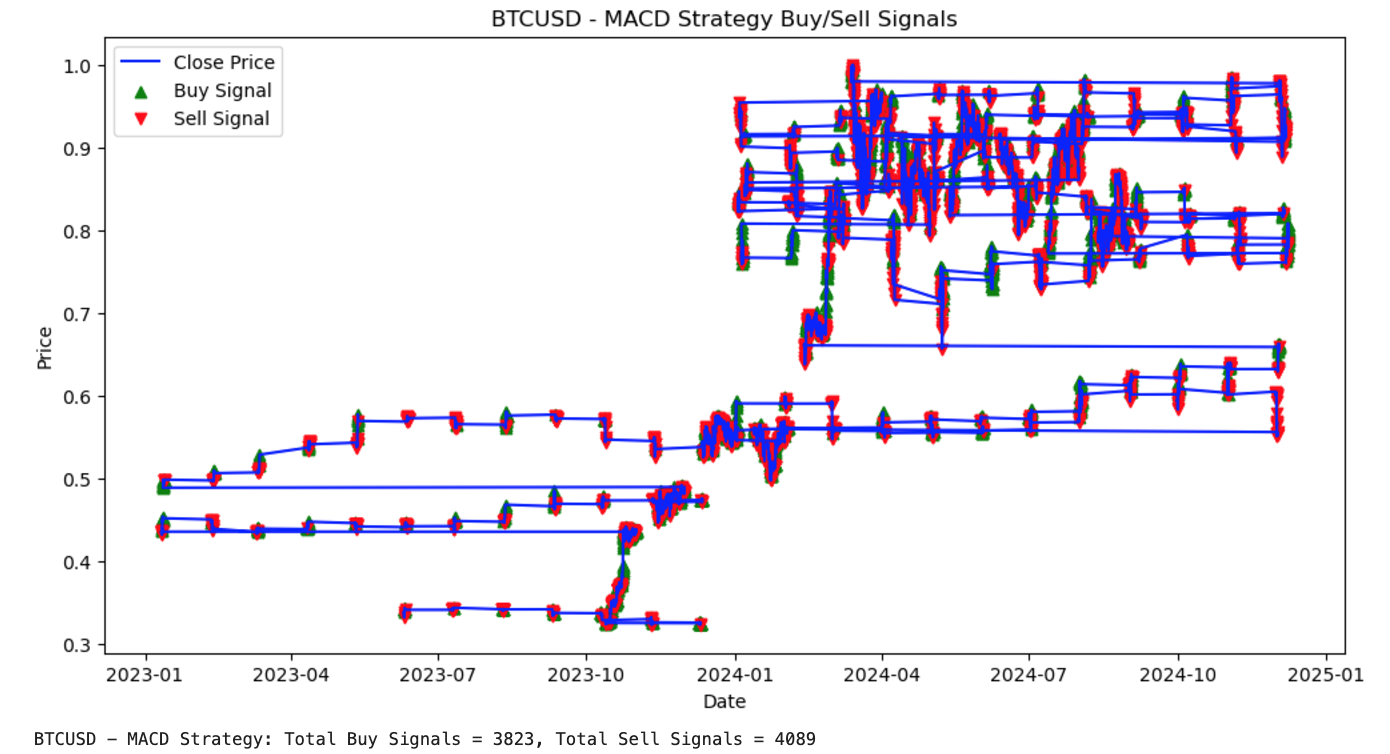 BTCUSD - MACD Strategy Buy/Sell Signals
Close Price
Buy Signal
Sell Signal
1.0
0.9
0.8
0.7
0.6
0.5
0.4
0.3
Price
2023-01 2023-04 2023-07 2023-10 2024-01 2024-04 2024-07 2024-10 2025-01
Date
BTCUSD - MACD Strategy: Total Buy Signals = 3823, Total Sell Signals = 4089